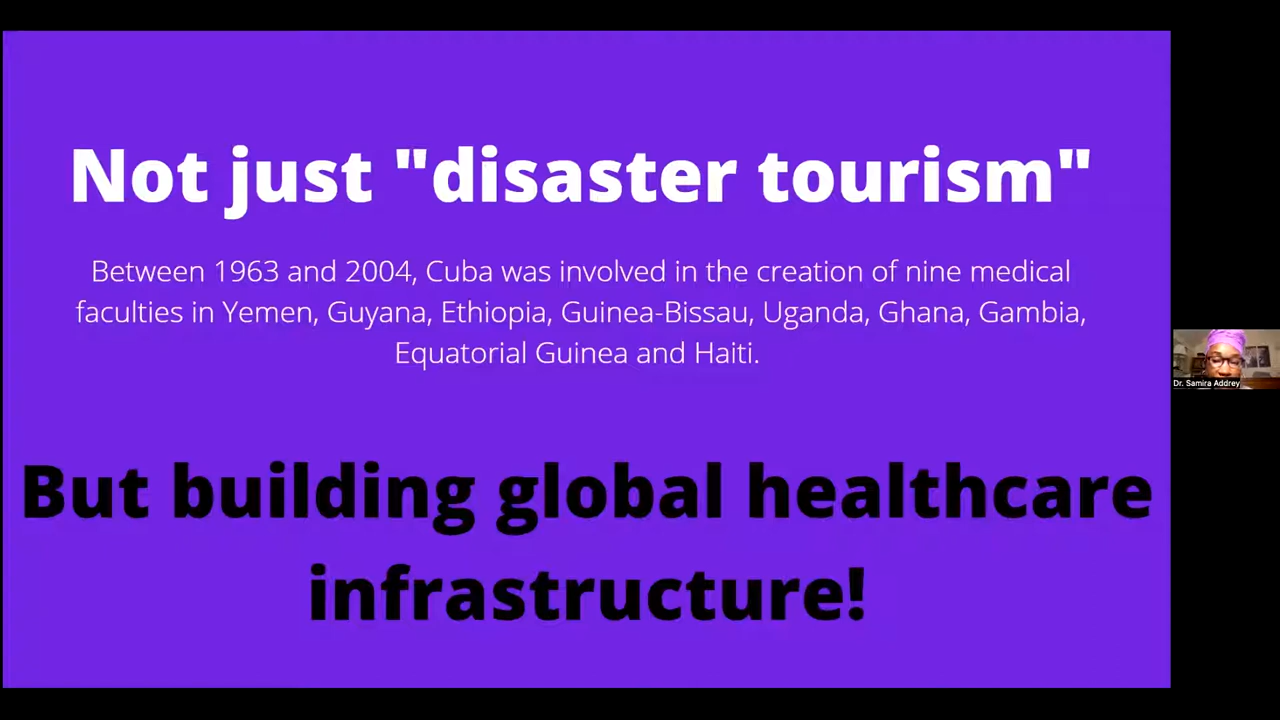 Not just "disaster tourism"
Between 1963 and 2004, Cuba was involved in the creation of nine medical
faculties in Yemen, Guyana, Ethiopia, Guinea-Bissau, Uganda, Ghana, Gambia,
Equatorial Guinea and Haiti.
Dr. Samira Addrey
But building global healthcare
infrastructure!